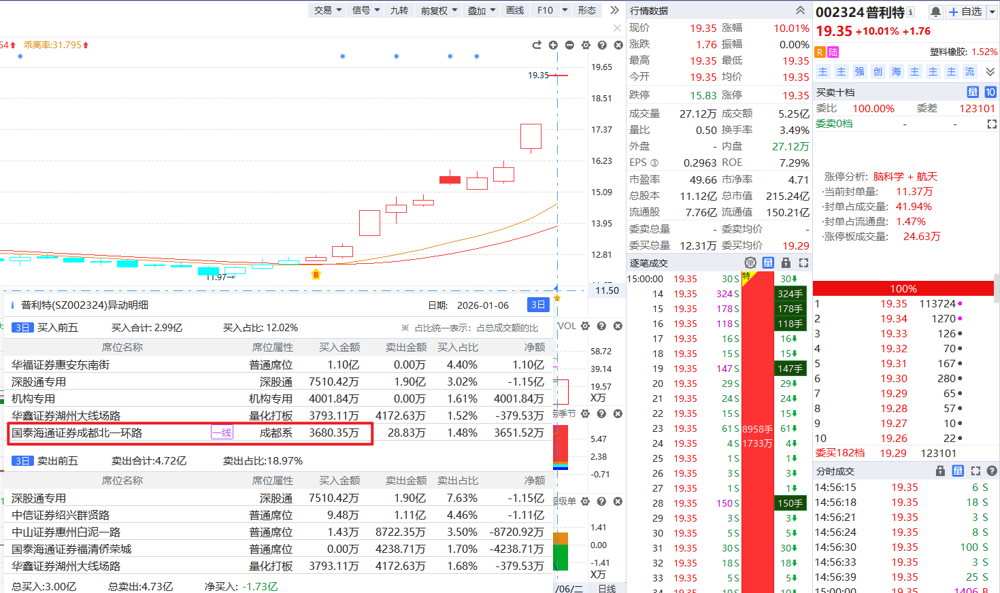 交易 信号 九转 前复权 叠加 画线 F10 形态
54 乖离率:31.795
19.35
11.97→
B
19.65
18.51
17.37
16.23
15.09
13.95
12.81
11.50
普利特(SZ002324)异动明细 日期: 2026-01-06 3日
3日 买入前五 买入合计: 2.99亿 买入占比: 12.02% ※ 占比统一表示：占总成交额的比
席位名称 席位属性 买入金额 卖出金额 买入占比 净额
华福证券惠安东南街 普通席位 1.10亿 0.00万 4.40% 1.10亿
深股通专用 深股通 7510.42万 1.90亿 3.02% -1.15亿
机构专用 机构专用 4001.84万 0.00万 1.61% 4001.84万
华鑫证券湖州大线场路 量化打板 3793.11万 4172.63万 1.52% -379.53万
国泰海通证券成都北一环路 一线 成都系 3680.35万 28.83万 1.48% 3651.52万
3日 卖出前五 卖出合计:4.72亿 卖出占比:18.97%
席位名称 席位属性 买入金额 卖出金额 卖出占比 净额
深股通专用 深股通 7510.42万 1.90亿 7.63% -1.15亿
中信证券绍兴群贤路 普通席位 9.48万 1.11亿 4.46% -1.11亿
中山证券惠州白泥一路 普通席位 1.43万 8722.35万 3.50% -8720.92万
国泰海通证券福清侨荣城 普通席位 0.00万 4238.71万 1.70% -4238.71万
华鑫证券湖州大线场路 量化打板 3793.11万 4172.63万 1.68% -379.53万
总买入:3.00亿 总卖出:4.73亿 净买入: -1.73亿
VOL
58.72
39.14
19.57
X万
捞季节
5.47
2.38
-0.71
超级单
1.41
0.00
-1.41
X万
/06/二 日线
行情数据
现价 19.35 涨幅 10.01%
涨跌 1.76 振幅 0.00%
最高 19.35 最低 19.35
今开 19.35 均价 19.35
跌停 15.83 涨停 19.35
成交量 27.12万 成交额 5.25亿
量比 0.50 换手率 3.49%
外盘 - 内盘 27.12万
EPS ③ 0.2963 ROE 7.29%
市盈率 49.66 市净率 4.71
总股本 11.12亿 总市值 215.24亿
流通股 7.76亿 流通值 150.21亿
委卖总量 - 委卖均价 -
委买总量 12.31万 委买均价 19.29
逐笔成交 单 量
15:00:00 19.35 30 S 特 30
14 19.35 324 S 324手
15 19.35 178 S 178手
16 19.35 118 S 118手
17 19.35 16 S 16
18 19.35 15 S 15
19 19.35 147 S 147手
20 19.35 29 S 29
21 19.35 24 S 24
22 19.35 15 S 15
23 19.35 61 S 8958手 61
24 19.35 4 S 1733万 4
25 19.35 1 S 1
26 19.35 3 S 3
27 19.35 1 S 1
28 19.35 150 S 150手
29 19.35 3 S 3
30 19.35 5 S 5
31 19.35 30 S 30
32 19.35 18 S 18
33 19.35 5 S 5
34 19.35 10 S 10
002324 普利特 自选
19.35 +10.01% +1.76
R 陆 塑料橡胶: 1.52%
主 主 强 创 海 主 主 主 流
买卖十档 量 10
委比 100.00% 委差 123101
委卖0档 - -
涨停分析: 脑科学 + 航天
·当前封单量: 11.37万
·封单占成交量: 41.94%
·封单占流通盘: 1.47%
·涨停板成交量: 24.63万
100%
1 19.35 113724
2 19.34 1270
3 19.33 126
4 19.32 70
5 19.31 167
6 19.30 280
7 19.29 65
8 19.28 57
9 19.27 10
10 19.26 22
委买182档 19.29 123101
分时成交 量
14:56:15 19.35 6 S
14:56:18 19.35 18 S
14:56:21 19.35 3 S
14:56:24 19.35 8 S
14:56:30 19.35 100 S
14:56:33 19.35 3 S
14:56:39 19.35 25 S
15:00:00 19.35 1406 B